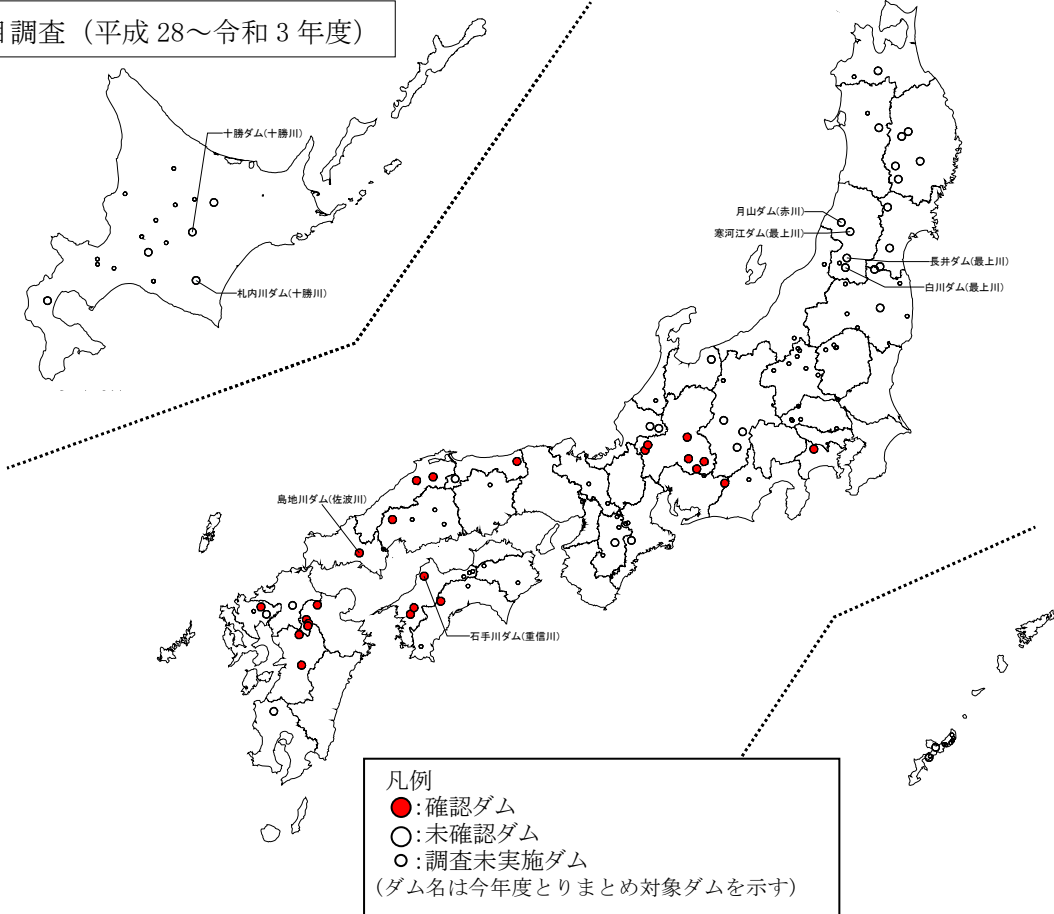 目調査（平成 28～令和 3 年度）
十勝ダム(十勝川)
札内川ダム(十勝川)
月山ダム(赤川)
寒河江ダム(最上川)
長井ダム(最上川)
白川ダム(最上川)
島地川ダム(佐波川)
石手川ダム(重信川)
凡例
:確認ダム
:未確認ダム
:調査未実施ダム
(ダム名は今年度とりまとめ対象ダムを示す)